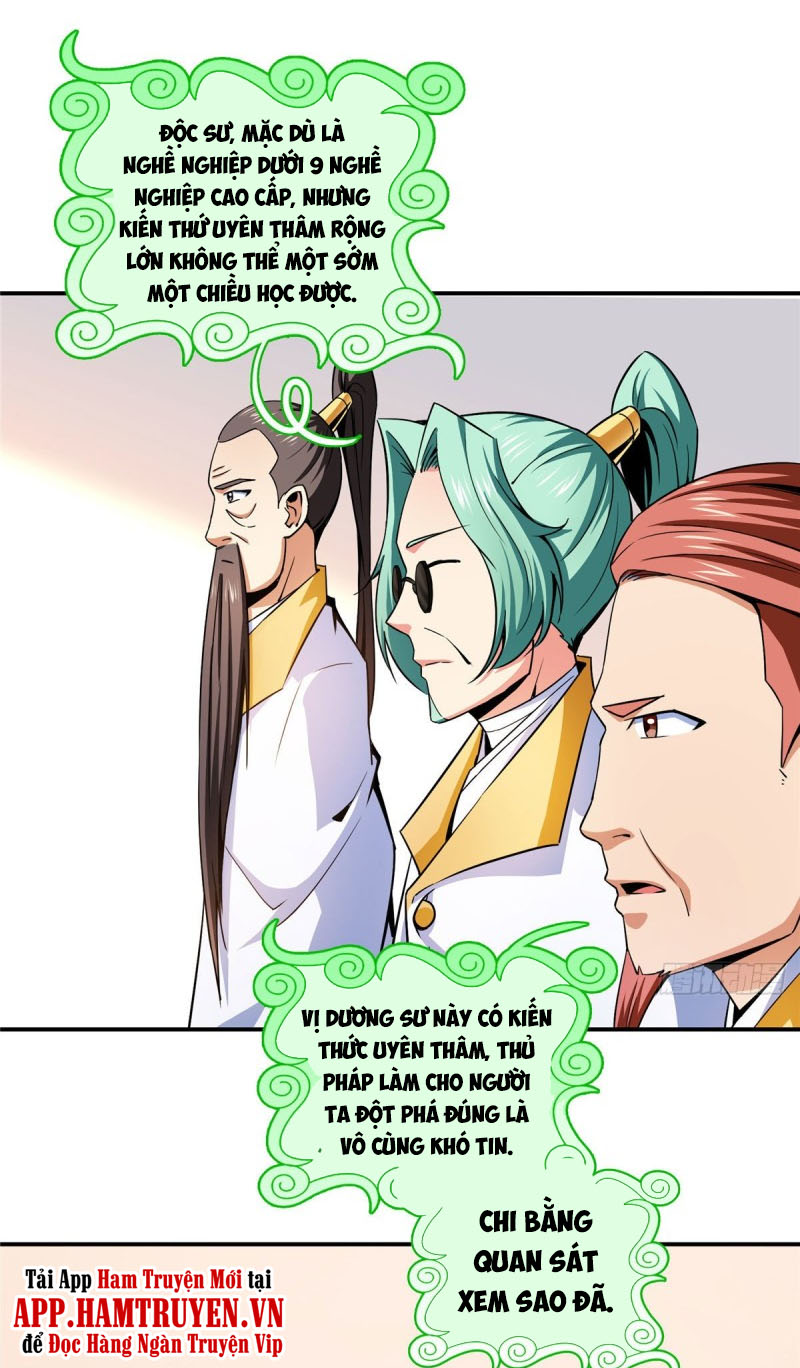 ĐỘC SƯ, MẶC DÙ LÀ
NGHỀ NGHIỆP DƯỚI 9 NGHỀ
NGHIỆP CAO CẤP, NHƯNG
KIẾN THỨ UYÊN THÂM RỘNG
LỚN KHÔNG THỂ MỘT SỚM
MỘT CHIỀU HỌC ĐƯỢC.
VỊ DƯƠNG SƯ NÀY CÓ KIẾN
THỨC UYÊN THÂM, THỦ
PHÁP LÀM CHO NGƯỜI
TA ĐỘT PHÁ ĐÚNG LÀ
VÔ CÙNG KHÓ TIN.
CHI BẰNG
QUAN SÁT
XEM SAO ĐÃ.
Tải App Ham Truyện Mới tại
APP.HAMTRUYEN.VN
để Đọc Hàng Ngàn Truyện Vip